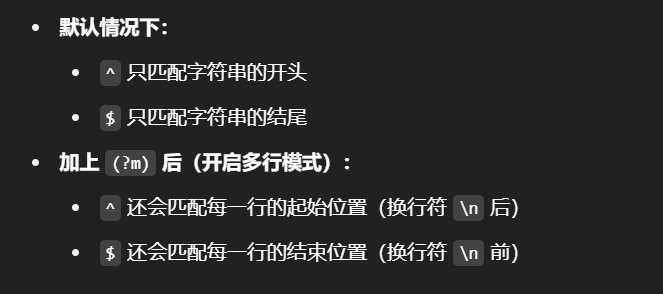 默认情况下：
^ 只匹配字符串的开头
$ 只匹配字符串的结尾
加上 (?m) 后（开启多行模式）：
^ 还会匹配每一行的起始位置（换行符 \n 后）
$ 还会匹配每一行的结束位置（换行符 \n 前）